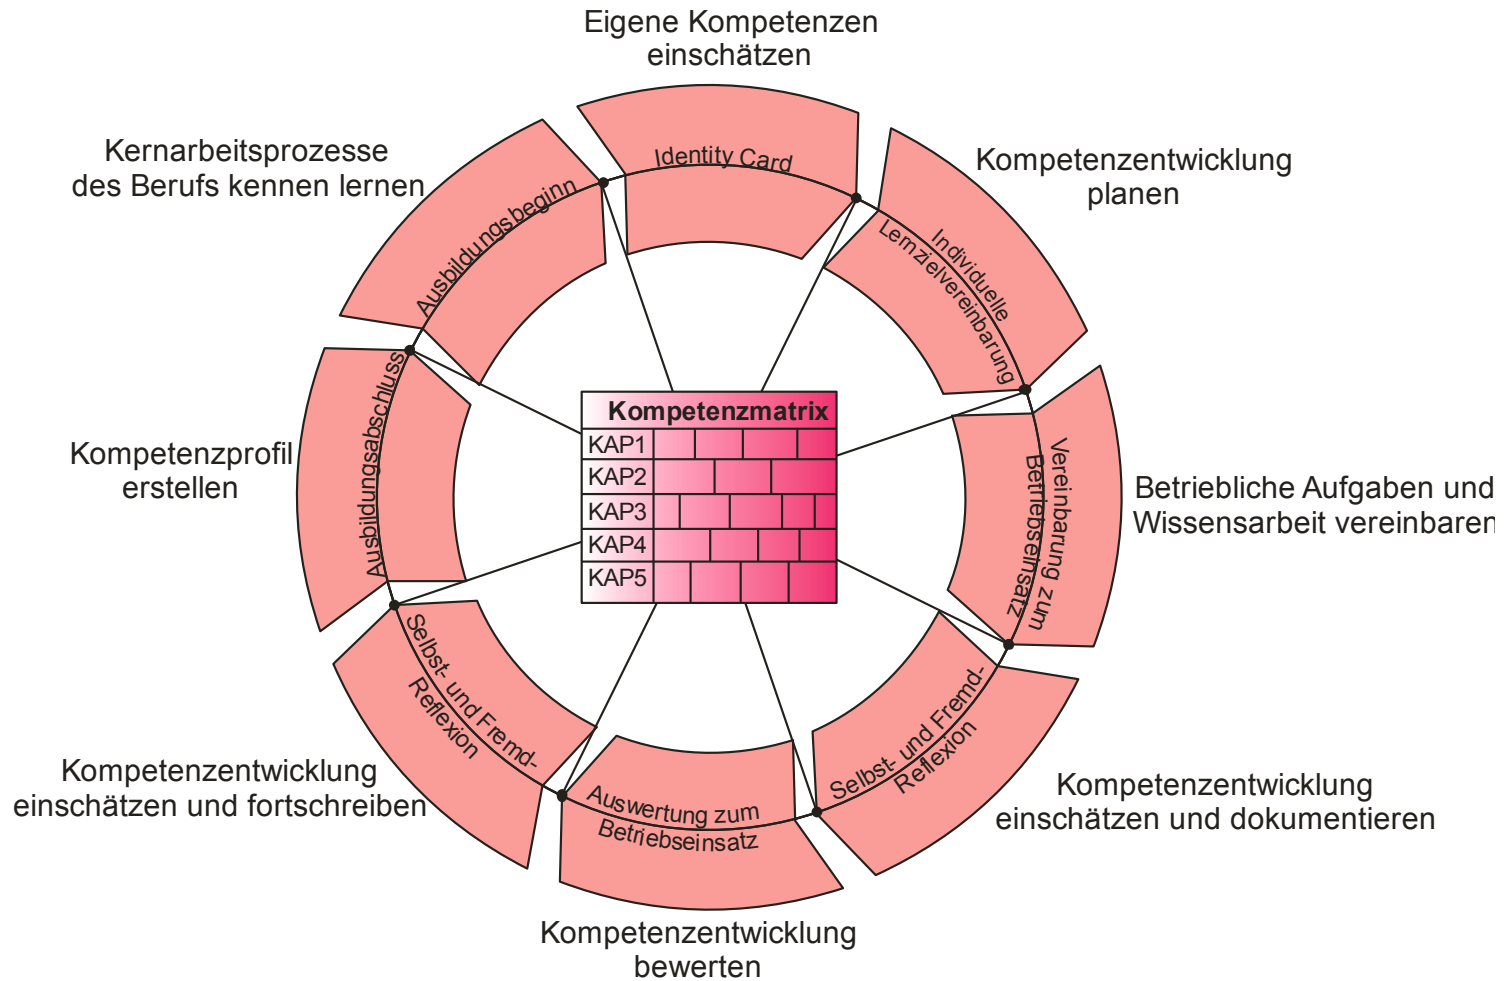 Eigene Kompetenzen
einschätzen
Identity Card
Kompetenzentwicklung
planen
Individuelle
Lernzielvereinbarung
Betriebliche Aufgaben und
Wissensarbeit vereinbaren
Vereinbarung zum
Betriebseinsatz
Kompetenzentwicklung
einschätzen und dokumentieren
Selbst- und Fremd-
Reflexion
Kompetenzentwicklung
bewerten
Auswertung zum
Betriebseinsatz
Kompetenzentwicklung
einschätzen und fortschreiben
Selbst- und Fremd-
Reflexion
Kompetenzprofil
erstellen
Ausbildungsabschluss
Kernarbeitsprozesse
des Berufs kennen lernen
Ausbildungsbeginn
Kompetenzmatrix
KAP1
KAP2
KAP3
KAP4
KAP5